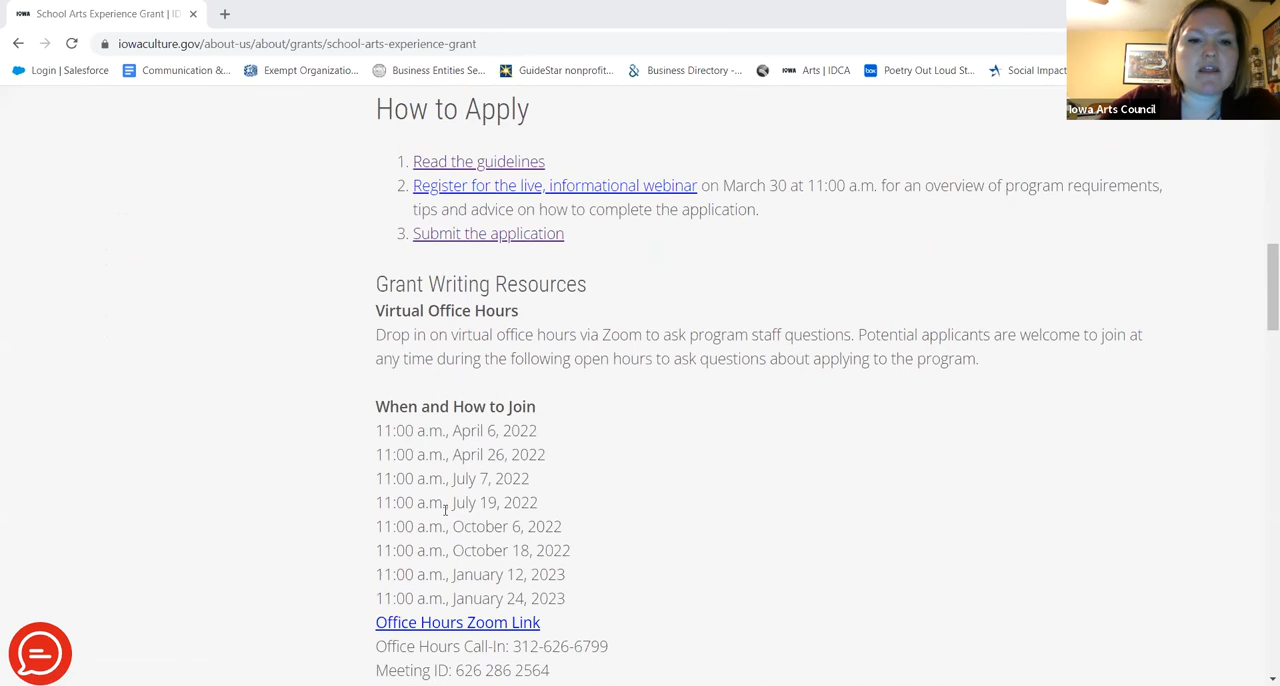 IOWA School Arts Experience Grant | ID
iowaculture.gov/about-us/about/grants/school-arts-experience-grant
Login | Salesforce
Communication &...
Exempt Organizatio...
Business Entities Se...
GuideStar nonprofit...
Business Directory -...
IOWA Arts | IDCA
box Poetry Out Loud St...
Social Impact
Iowa Arts Council
How to Apply
1. Read the guidelines
2. Register for the live, informational webinar on March 30 at 11:00 a.m. for an overview of program requirements,
tips and advice on how to complete the application.
3. Submit the application
Grant Writing Resources
Virtual Office Hours
Drop in on virtual office hours via Zoom to ask program staff questions. Potential applicants are welcome to join at
any time during the following open hours to ask questions about applying to the program.
When and How to Join
11:00 a.m., April 6, 2022
11:00 a.m., April 26, 2022
11:00 a.m., July 7, 2022
11:00 a.m., July 19, 2022
11:00 a.m., October 6, 2022
11:00 a.m., October 18, 2022
11:00 a.m., January 12, 2023
11:00 a.m., January 24, 2023
Office Hours Zoom Link
Office Hours Call-In: 312-626-6799
Meeting ID: 626 286 2564